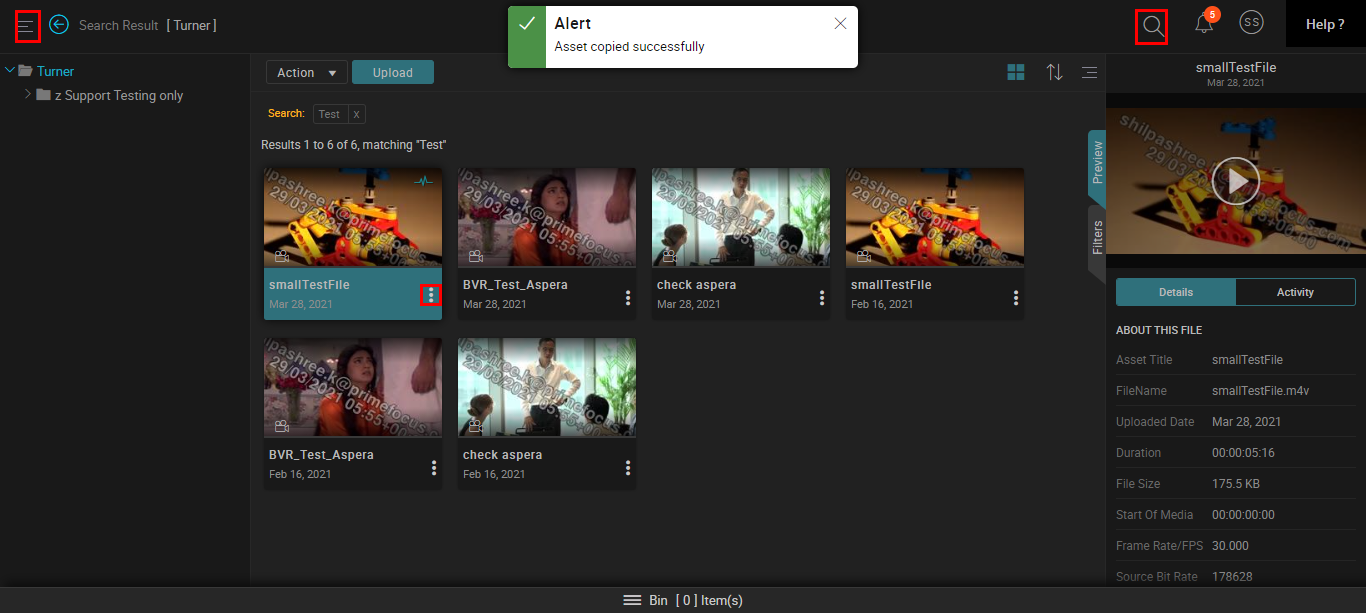 Search Result [ Turner ]
Alert
Asset copied successfully
5
SS
Help ?
Turner
z Support Testing only
Action
Upload
Search: Test x
Results 1 to 6 of 6, matching "Test"
smallTestFile
Mar 28, 2021
BVR_Test_Aspera
Mar 28, 2021
check aspera
Mar 28, 2021
smallTestFile
Feb 16, 2021
BVR_Test_Aspera
Feb 16, 2021
check aspera
Feb 16, 2021
Preview
Filters
smallTestFile
Mar 28, 2021
Details
Activity
ABOUT THIS FILE
Asset Title smallTestFile
FileName smallTestFile.m4v
Uploaded Date Mar 28, 2021
Duration 00:00:05:16
File Size 175.5 KB
Start Of Media 00:00:00:00
Frame Rate/FPS 30.000
Source Bit Rate 178628
Bin [ 0 ] Item(s)